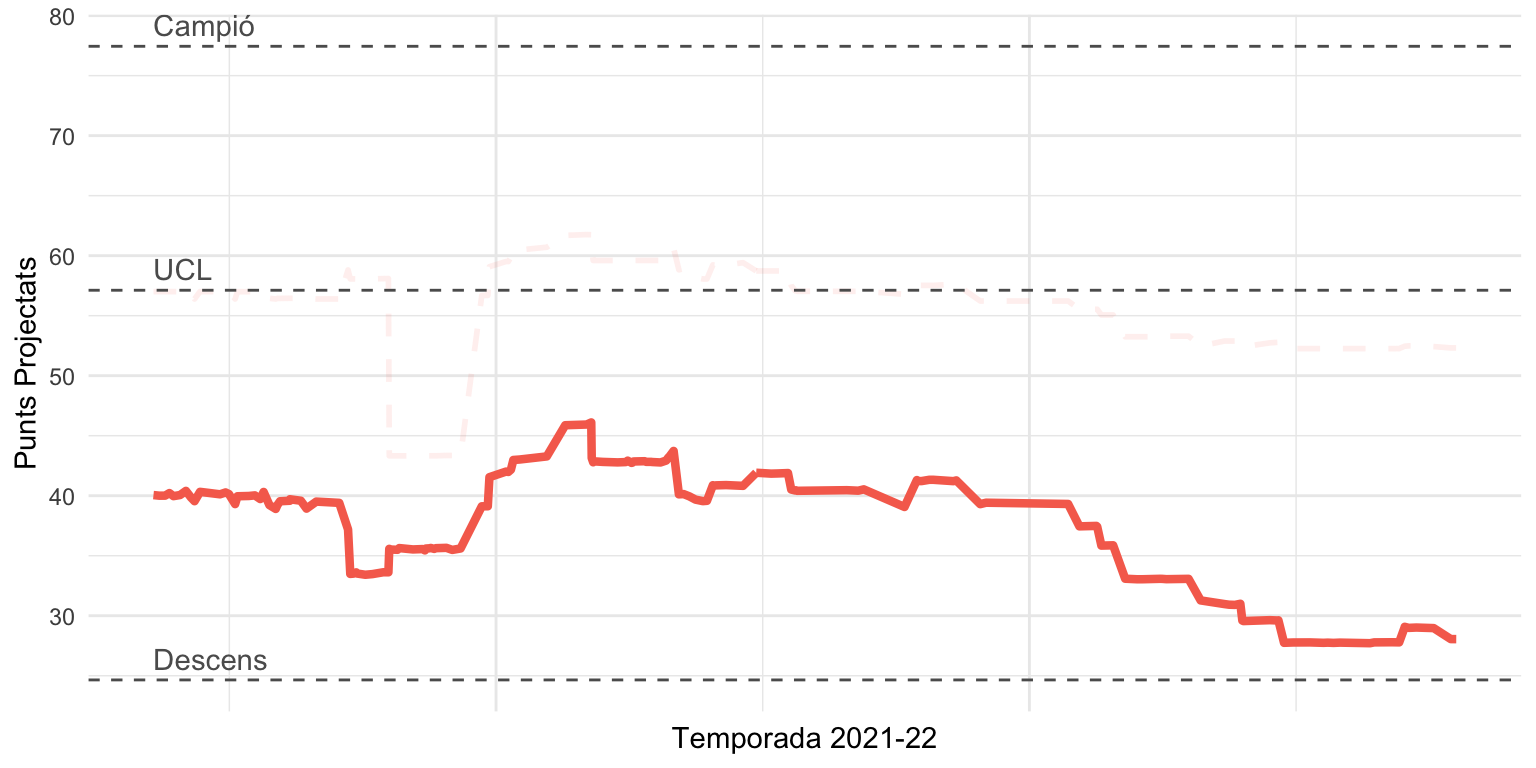 80
Campió
70
60
UCL
50
40
30
Descens
Punts Projectats
Temporada 2021-22